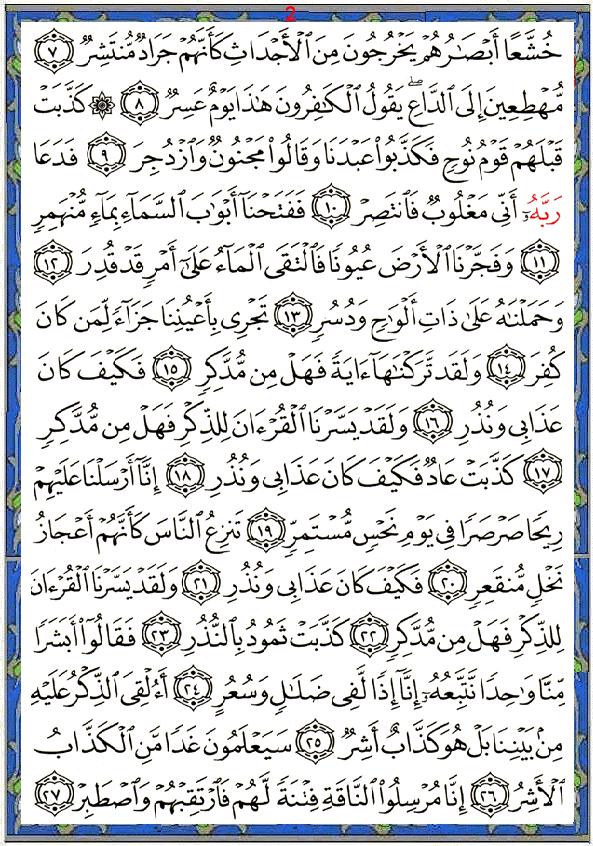 2
خُشَّعًا أَبْصَٰرُهُمْ يَخْرُجُونَ مِنَ ٱلْأَجْدَاثِ كَأَنَّهُمْ جَرَادٌ مُّنتَشِرٌ ﴿٧﴾
مُّهْطِعِينَ إِلَى ٱلدَّاعِ ۖ يَقُولُ ٱلْكَٰفِرُونَ هَٰذَا يَوْمٌ عَسِرٌ ﴿٨﴾ ۞ كَذَّبَتْ
قَبْلَهُمْ قَوْمُ نُوحٍ فَكَذَّبُوا۟ عَبْدَنَا وَقَالُوا۟ مَجْنُونٌ وَٱزْدُجِرَ ﴿٩﴾ فَدَعَا
رَبَّهُۥٓ أَنِّى مَغْلُوبٌ فَٱنتَصِرْ ﴿١٠﴾ فَفَتَحْنَآ أَبْوَٰبَ ٱلسَّمَآءِ بِمَآءٍ مُّنْهَمِرٍ
﴿١١﴾ وَفَجَّرْنَا ٱلْأَرْضَ عُيُونًا فَٱلْتَقَى ٱلْمَآءُ عَلَىٰٓ أَمْرٍ قَدْ قُدِرَ ﴿١٢﴾
وَحَمَلْنَٰهُ عَلَىٰ ذَاتِ أَلْوَٰحٍ وَدُسُرٍ ﴿١٣﴾ تَجْرِى بِأَعْيُنِنَا جَزَآءً لِّمَن كَانَ
كُفِرَ ﴿١٤﴾ وَلَقَد تَّرَكْنَٰهَآ ءَايَةً فَهَلْ مِن مُّدَّكِرٍ ﴿١٥﴾ فَكَيْفَ كَانَ
عَذَابِى وَنُذُرِ ﴿١٦﴾ وَلَقَدْ يَسَّرْنَا ٱلْقُرْءَانَ لِلذِّكْرِ فَهَلْ مِن مُّدَّكِرٍ
﴿١٧﴾ كَذَّبَتْ عَادٌ فَكَيْفَ كَانَ عَذَابِى وَنُذُرِ ﴿١٨﴾ إِنَّآ أَرْسَلْنَا عَلَيْهِمْ
رِيحًا صَرْصَرًا فِى يَوْمِ نَحْسٍ مُّسْتَمِرٍّ ﴿١٩﴾ تَنزِعُ ٱلنَّاسَ كَأَنَّهُمْ أَعْجَازُ
نَخْلٍ مُّنقَعِرٍ ﴿٢٠﴾ فَكَيْفَ كَانَ عَذَابِى وَنُذُرِ ﴿٢١﴾ وَلَقَدْ يَسَّرْنَا ٱلْقُرْءَانَ
لِلذِّكْرِ فَهَلْ مِن مُّدَّكِرٍ ﴿٢٢﴾ كَذَّبَتْ ثَمُودُ بِٱلنُّذُرِ ﴿٢٣﴾ فَقَالُوٓا۟ أَبَشَرًا
مِّنَّا وَٰحِدًا نَّتَّبِعُهُۥٓ إِنَّآ إِذًا لَّفِى ضَلَٰلٍ وَسُعُرٍ ﴿٢٤﴾ أَءُلْقِىَ ٱلذِّكْرُ عَلَيْهِ
مِنۢ بَيْنِنَا بَلْ هُوَ كَذَّابٌ أَشِرٌ ﴿٢٥﴾ سَيَعْلَمُونَ غَدًا مَّنِ ٱلْكَذَّابُ
ٱلْأَشِرُ ﴿٢٦﴾ إِنَّا مُرْسِلُوا۟ ٱلنَّاقَةِ فِتْنَةً لَّهُمْ فَٱرْتَقِبْهُمْ وَٱصْطَبِرْ ﴿٢٧﴾